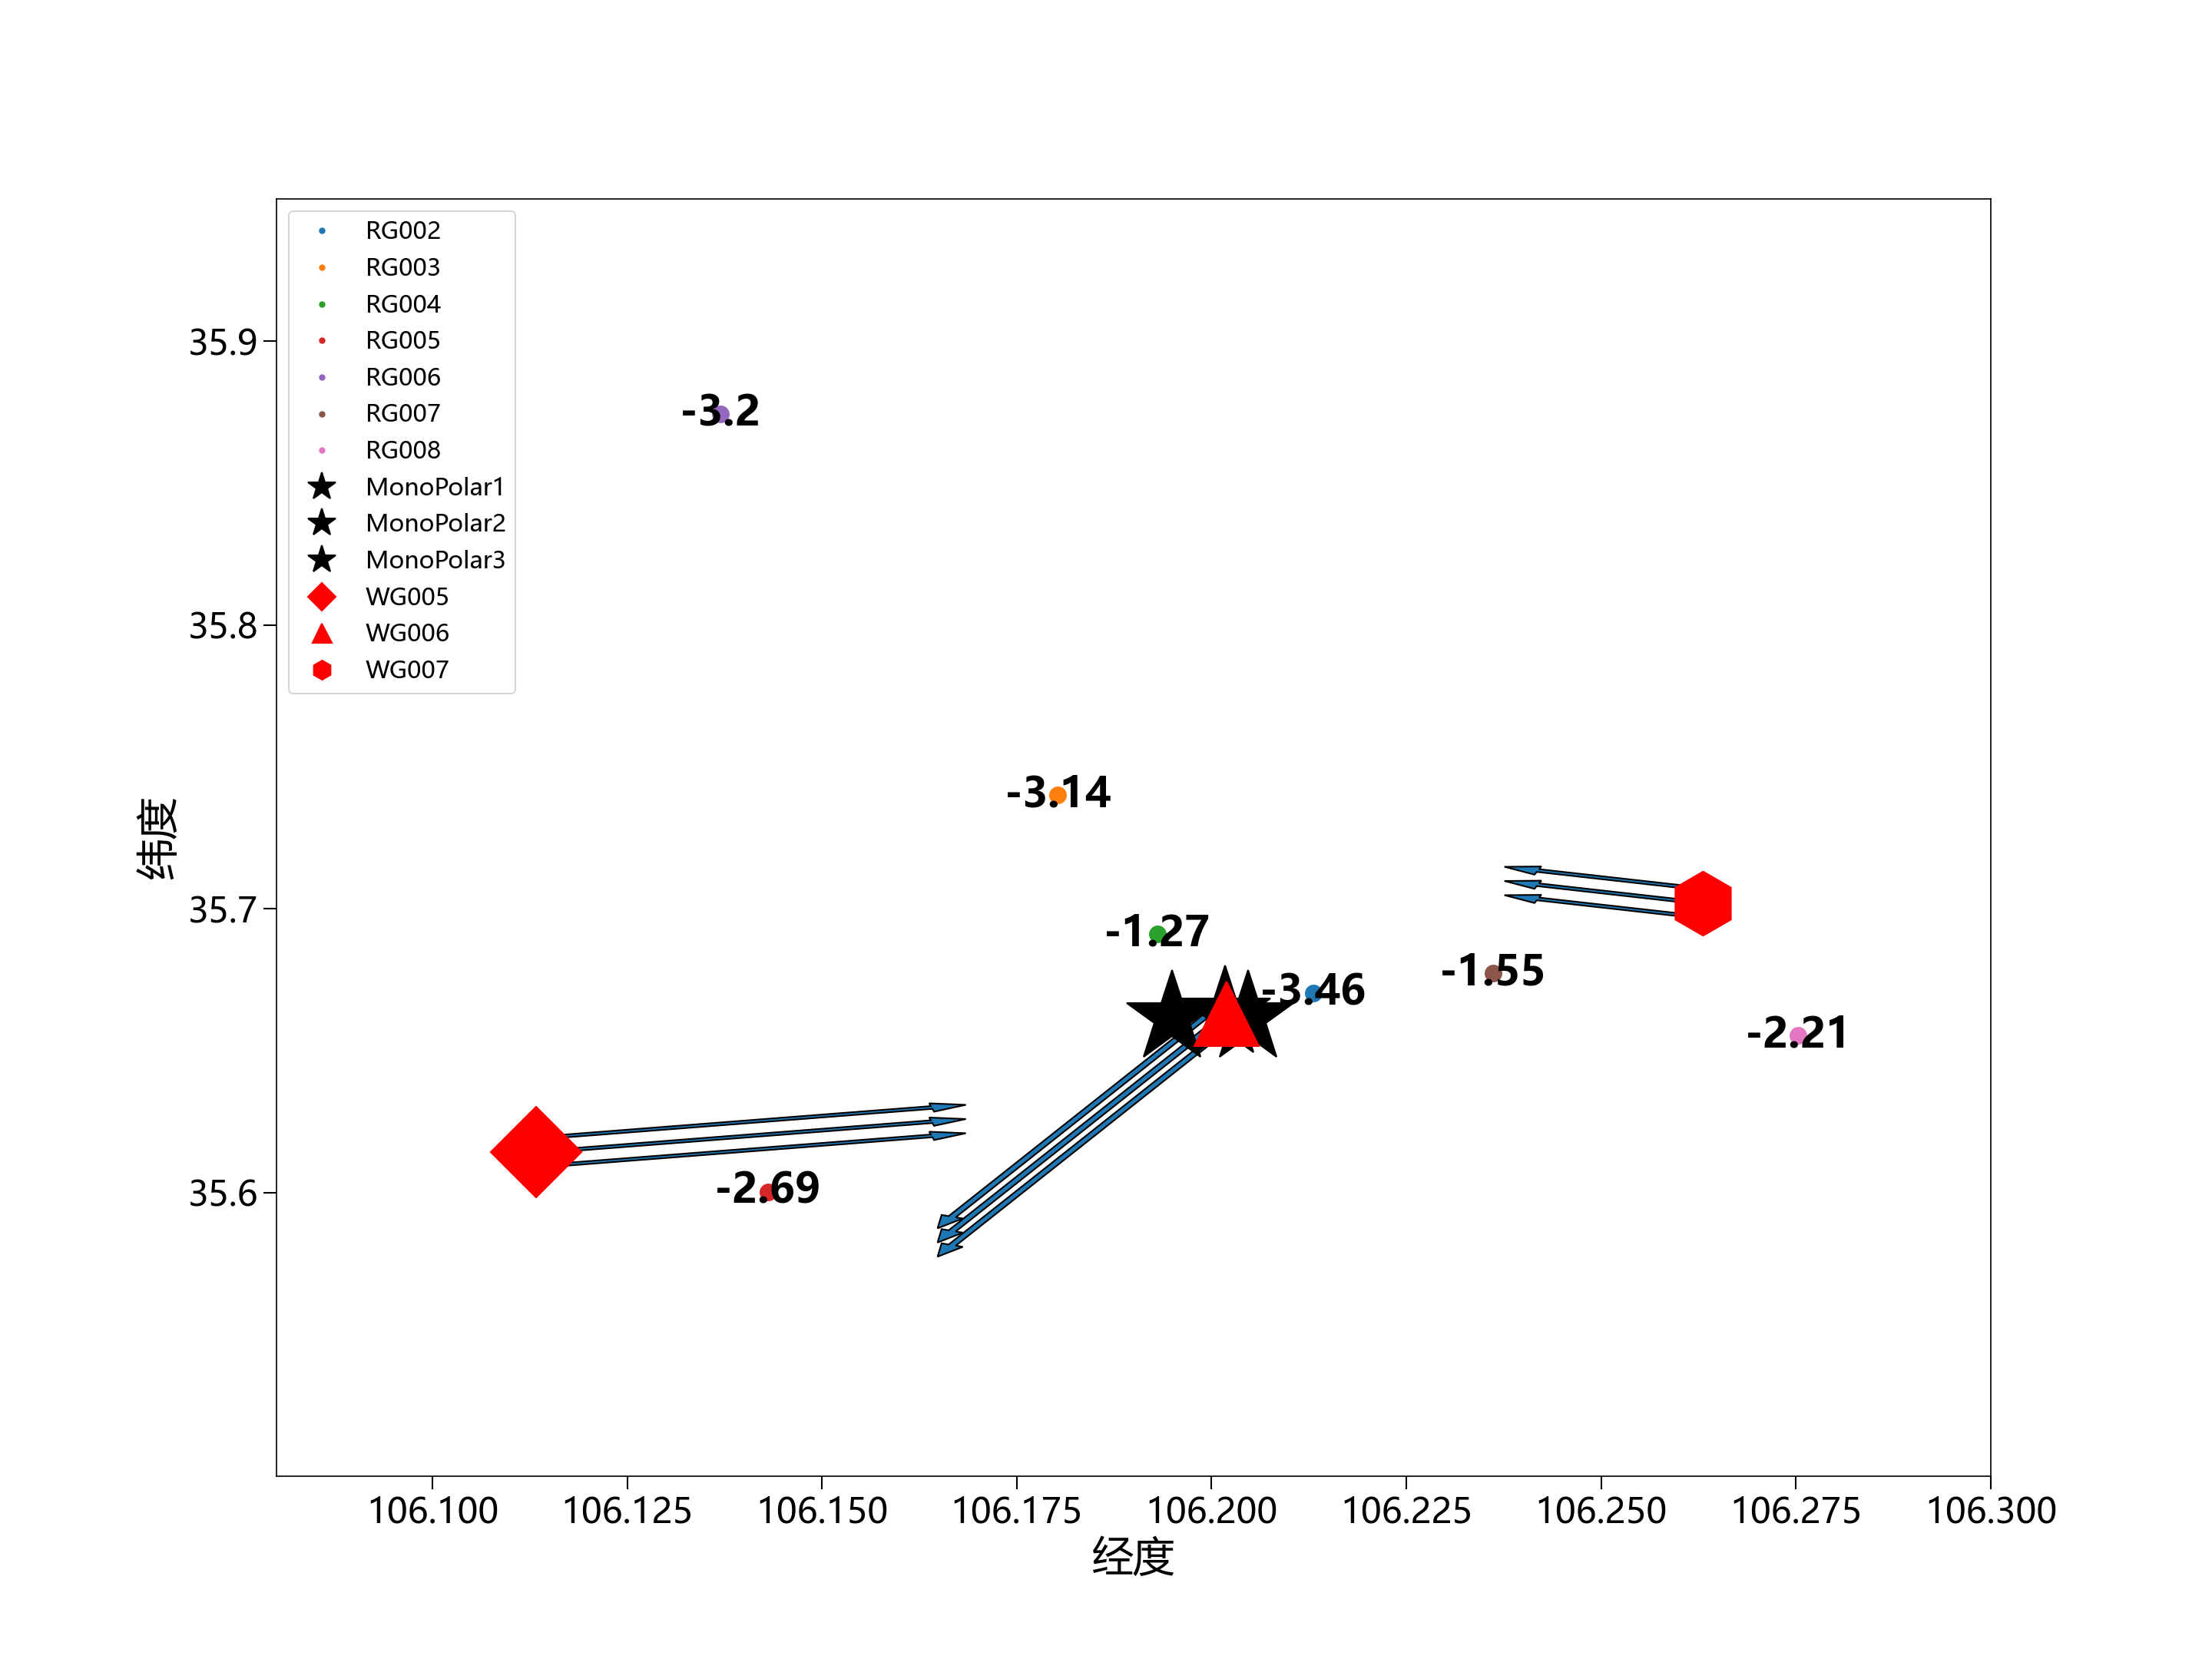 RG002
RG003
RG004
RG005
RG006
RG007
RG008
MonoPolar1
MonoPolar2
MonoPolar3
WG005
WG006
WG007
35.9
35.8
35.7
35.6
纬度
-3.2
-3.14
-1.27
-3.46
-1.55
-2.21
-2.69
106.100
106.125
106.150
106.175
106.200
106.225
106.250
106.275
106.300
经度